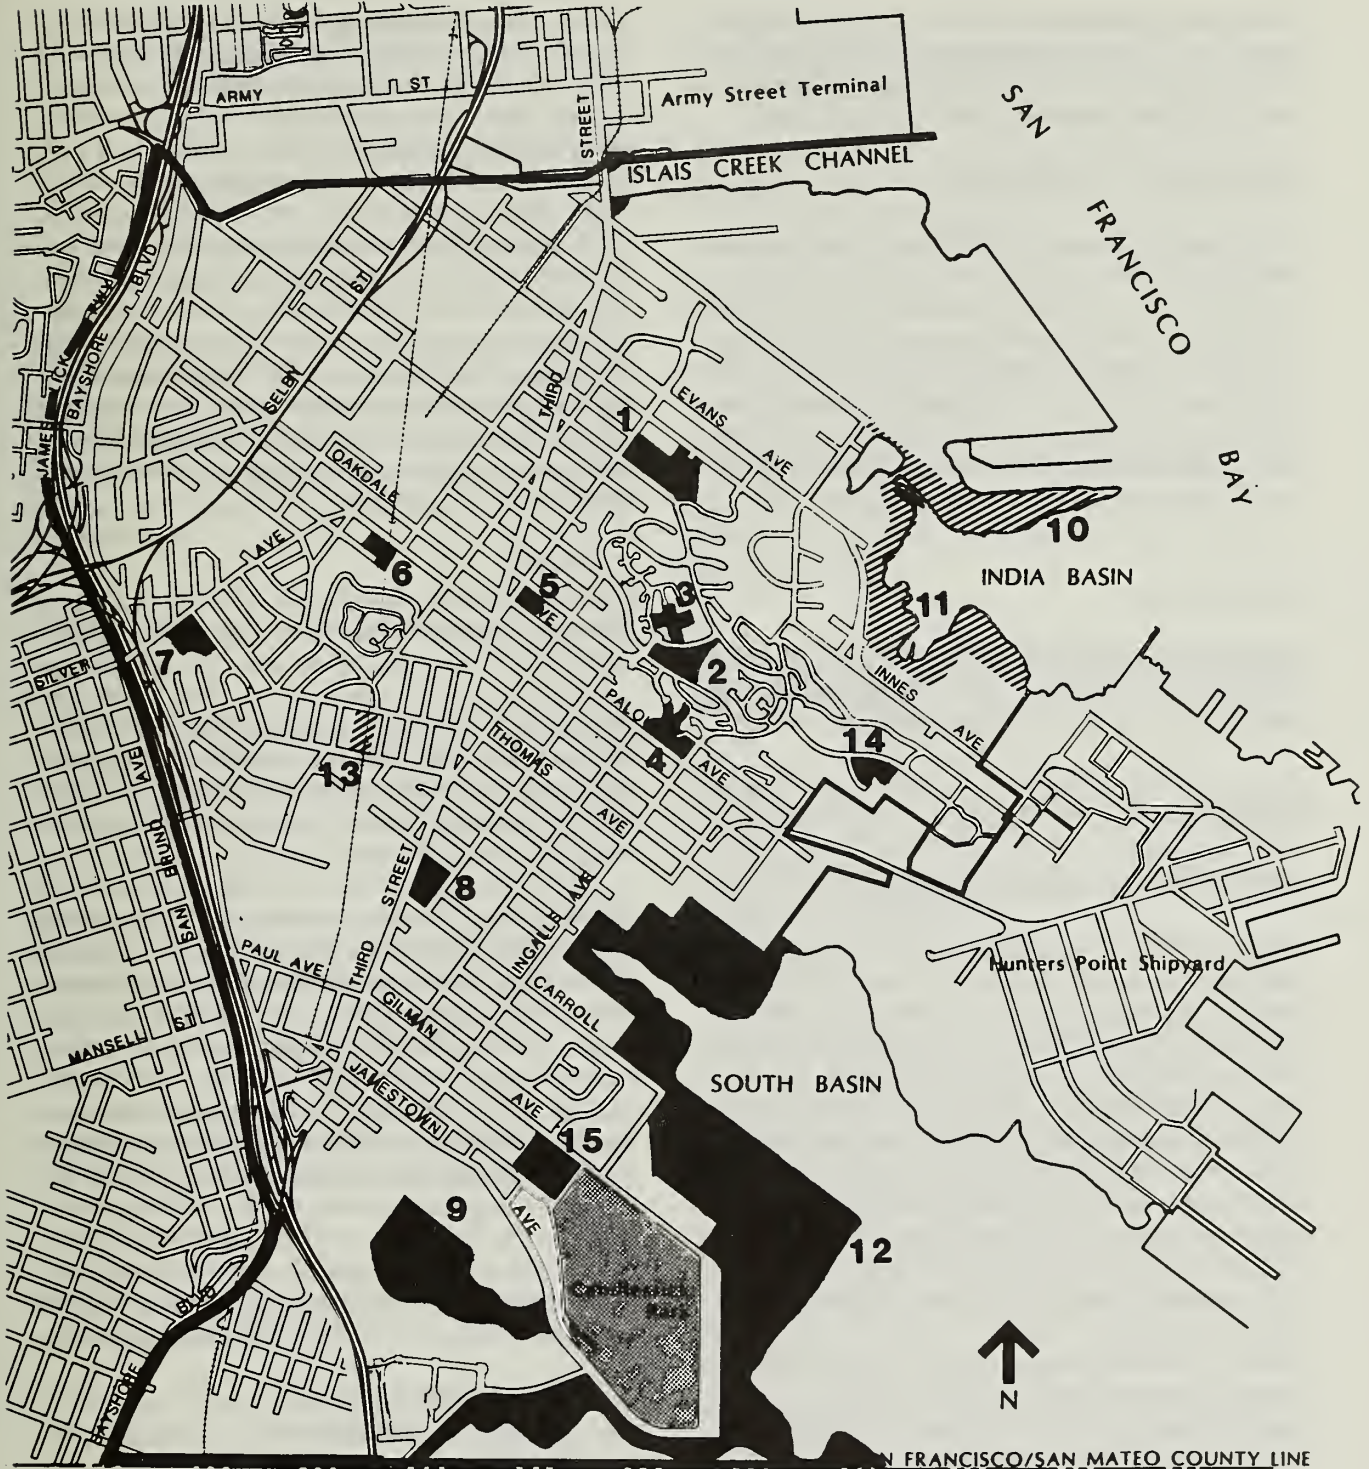 ARMY ST
STREET
Army Street Terminal
ISLAIS CREEK CHANNEL
SAN
FRANCISCO
BAY
BLVD
FWY
LICK
JAMES
BAYSHORE
ST
SELBY
THIRD
1
EVANS
AVE
OAKDALE
AVE
10
INDIA BASIN
6
5
AVE
3
11
7
SILVER
2
INNES
AVE
4
AVE
14
THOMAS
AVE
13
AVE
BRUNO
SAN
STREET
THIRD
8
INGALLS AVE
PAUL AVE
GILMAN
CARROLL
Hunters Point Shipyard
MANSELL ST
JAMESTOWN
AVE
SOUTH BASIN
15
9
AVE
12
Candlestick
Park
BLVD
BAYSHORE
N
N FRANCISCO/SAN MATEO COUNTY LINE